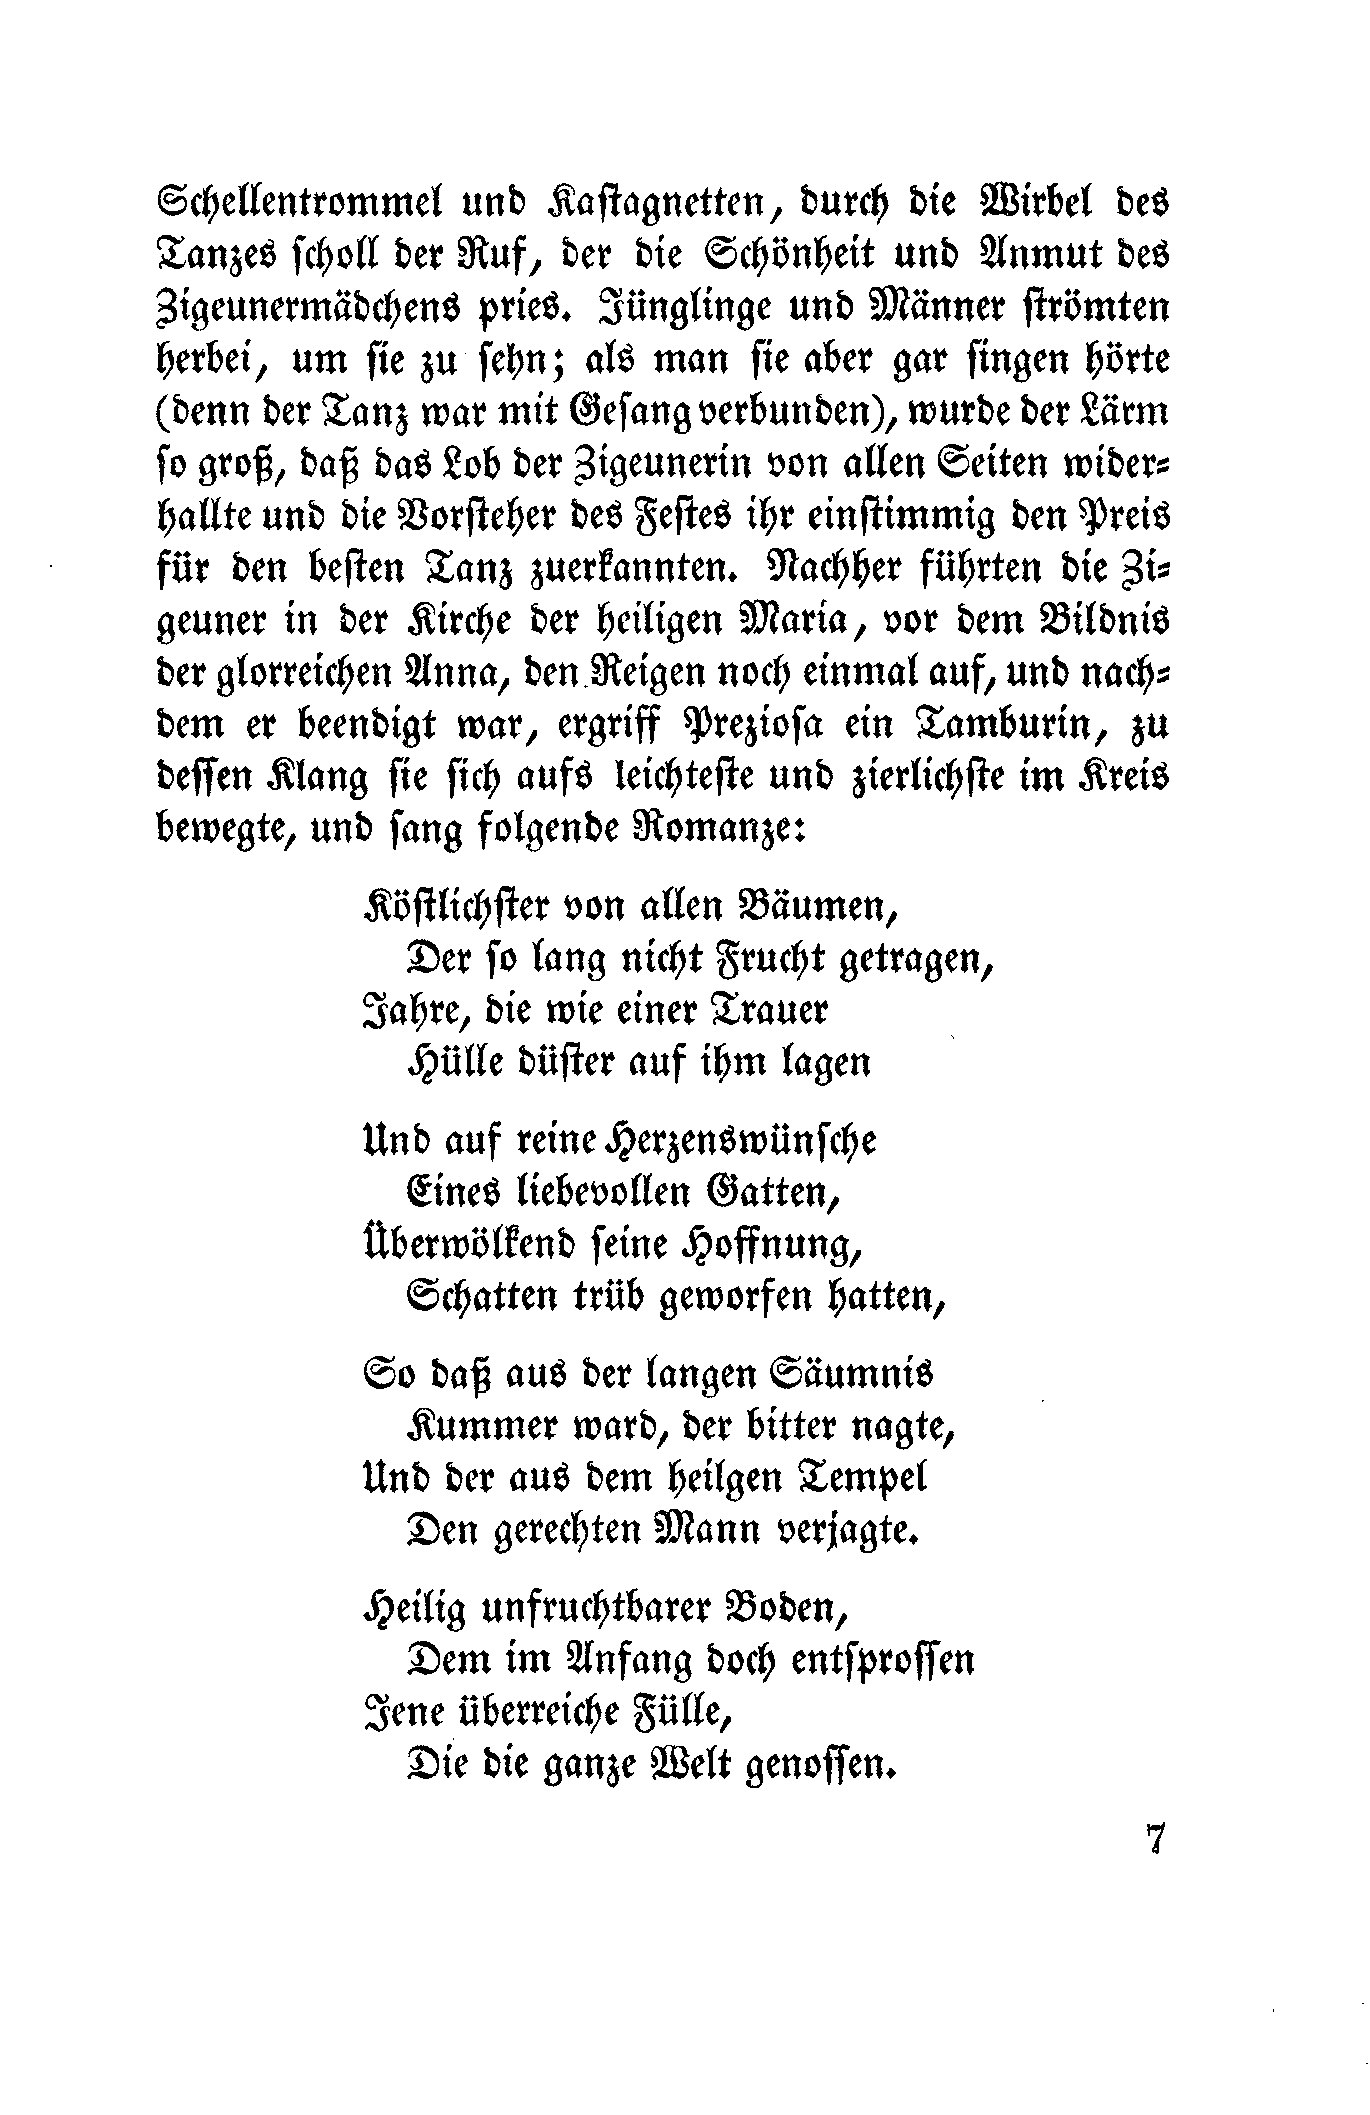 Schellentrommel und Kastagnetten, durch die Wirbel des
Tanzes scholl der Ruf, der die Schönheit und Anmut des
Zigeunermädchens pries. Jünglinge und Männer strömten
herbei, um sie zu sehn; als man sie aber gar singen hörte
(denn der Tanz war mit Gesang verbunden), wurde der Lärm
so groß, daß das Lob der Zigeunerin von allen Seiten wider-
hallte und die Vorsteher des Festes ihr einstimmig den Preis
für den besten Tanz zuerkannten. Nachher führten die Zi-
geuner in der Kirche der heiligen Maria, vor dem Bildnis
der glorreichen Anna, den Reigen noch einmal auf, und nach-
dem er beendigt war, ergriff Preziosa ein Tamburin, zu
dessen Klang sie sich aufs leichteste und zierlichste im Kreis
bewegte, und sang folgende Romanze:
Köstlichster von allen Bäumen,
Der so lang nicht Frucht getragen,
Jahre, die wie einer Trauer
Hülle düster auf ihm lagen
Und auf reine Herzenswünsche
Eines liebevollen Gatten,
Überwölkend seine Hoffnung,
Schatten trüb geworfen hatten,
So daß aus der langen Säumnis
Kummer ward, der bitter nagte,
Und der aus dem heilgen Tempel
Den gerechten Mann verjagte.
Heilig unfruchtbarer Boden,
Dem im Anfang doch entsprossen
Jene überreiche Fülle,
Die die ganze Welt genossen.
7